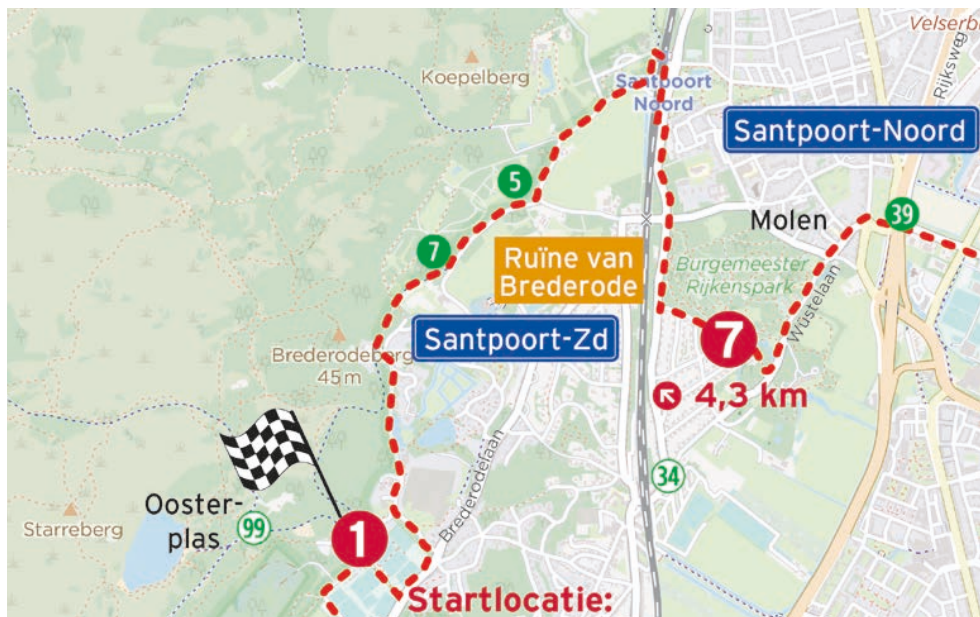 Velserb
Rijksweg
Koepelberg
Santpoort
Noord
Santpoort-Noord
5
39
Molen
7
Ruïne van
Brederode
Burgemeester
Rijkenspark
Wüstelaan
Santpoort-Zd
7
Brederodeberg
45 m
4,3 km
Brederodelaan
34
Ooster-
plas
99
Starreberg
1
Startlocatie: